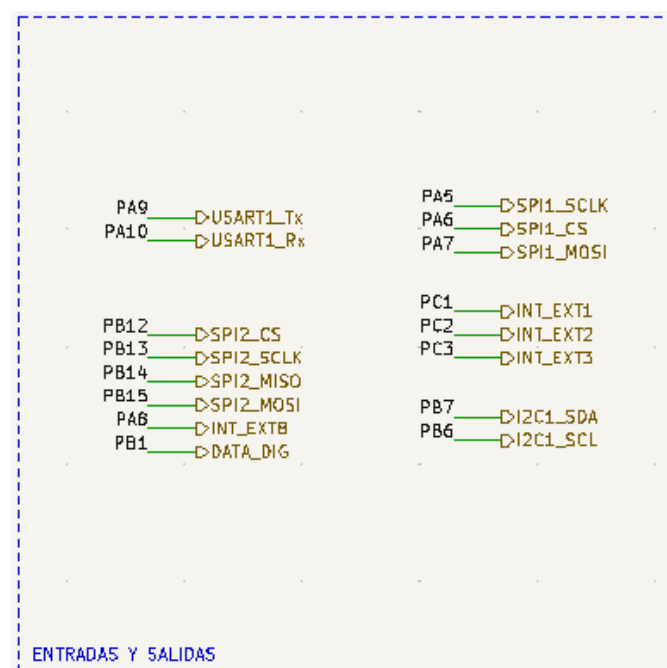 PA9 USART1_Tx
PA10 USART1_Rx
PB12 SPI2_CS
PB13 SPI2_SCLK
PB14 SPI2_MISO
PB15 SPI2_MOSI
PA8 INT_EXT8
PB1 DATA_DIG
PA5 SPI1_SCLK
PA6 SPI1_CS
PA7 SPI1_MOSI
PC1 INT_EXT1
PC2 INT_EXT2
PC3 INT_EXT3
PB7 I2C1_SDA
PB6 I2C1_SCL
ENTRADAS Y SALIDAS